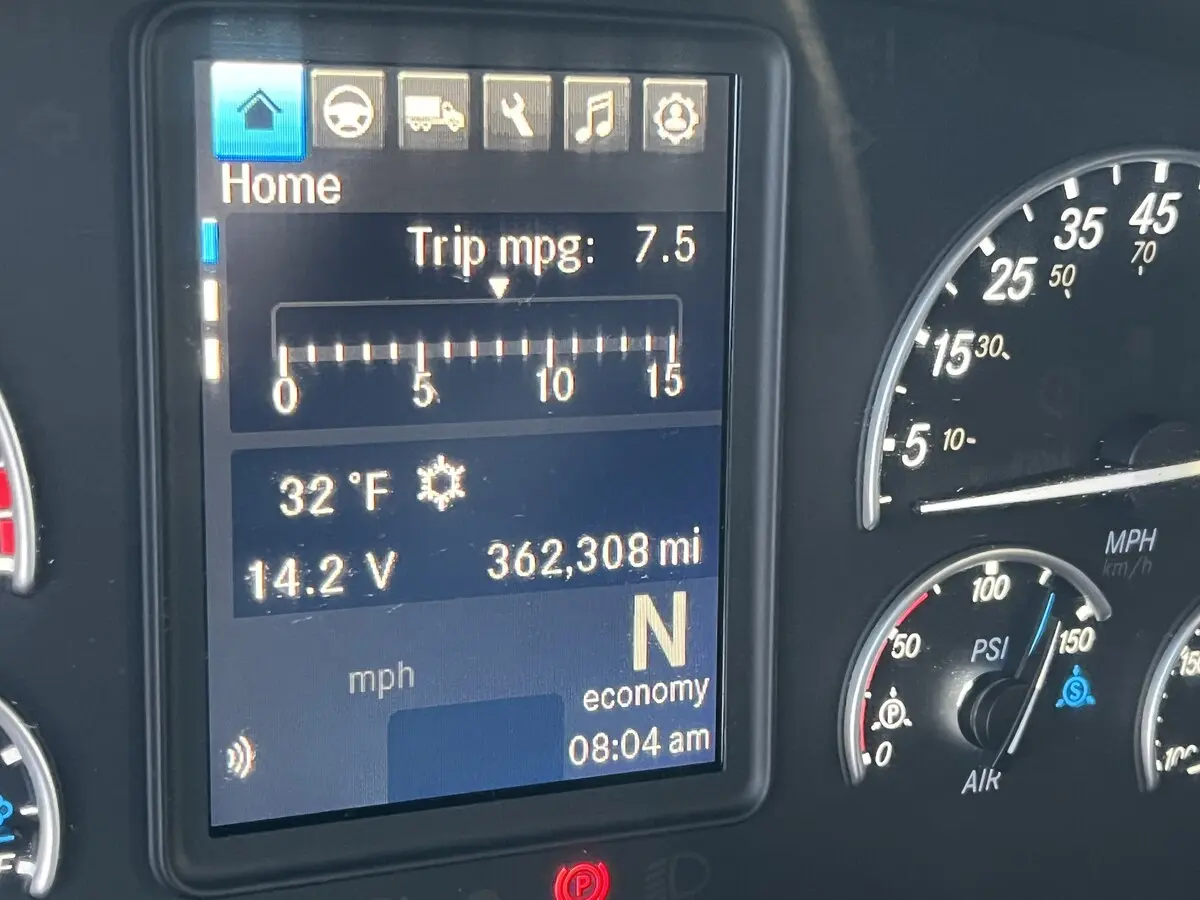 Home
Trip mpg: 7.5
0 5 10 15
32 °F
14.2 V 362,308 mi
N
mph
economy
08:04 am
5 15 25 35 45
10 30 50 70
MPH
km/h
0 50 100 150
PSI
AIR
P
S
P
F